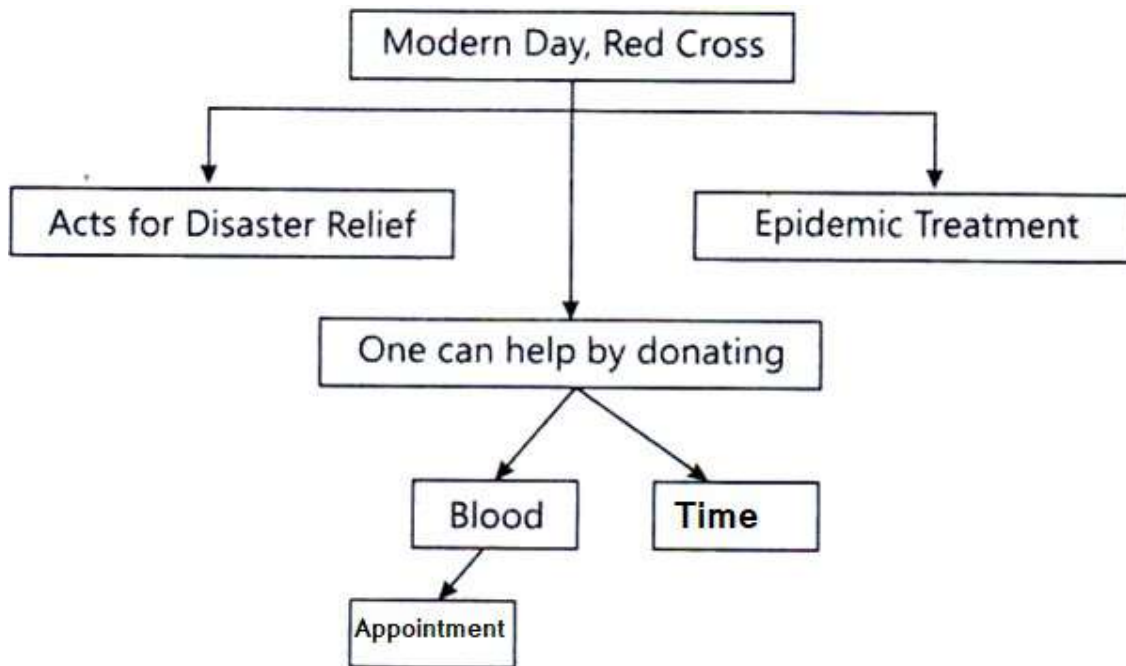 Modern Day, Red Cross
Acts for Disaster Relief
Epidemic Treatment
One can help by donating
Blood
Time
Appointment